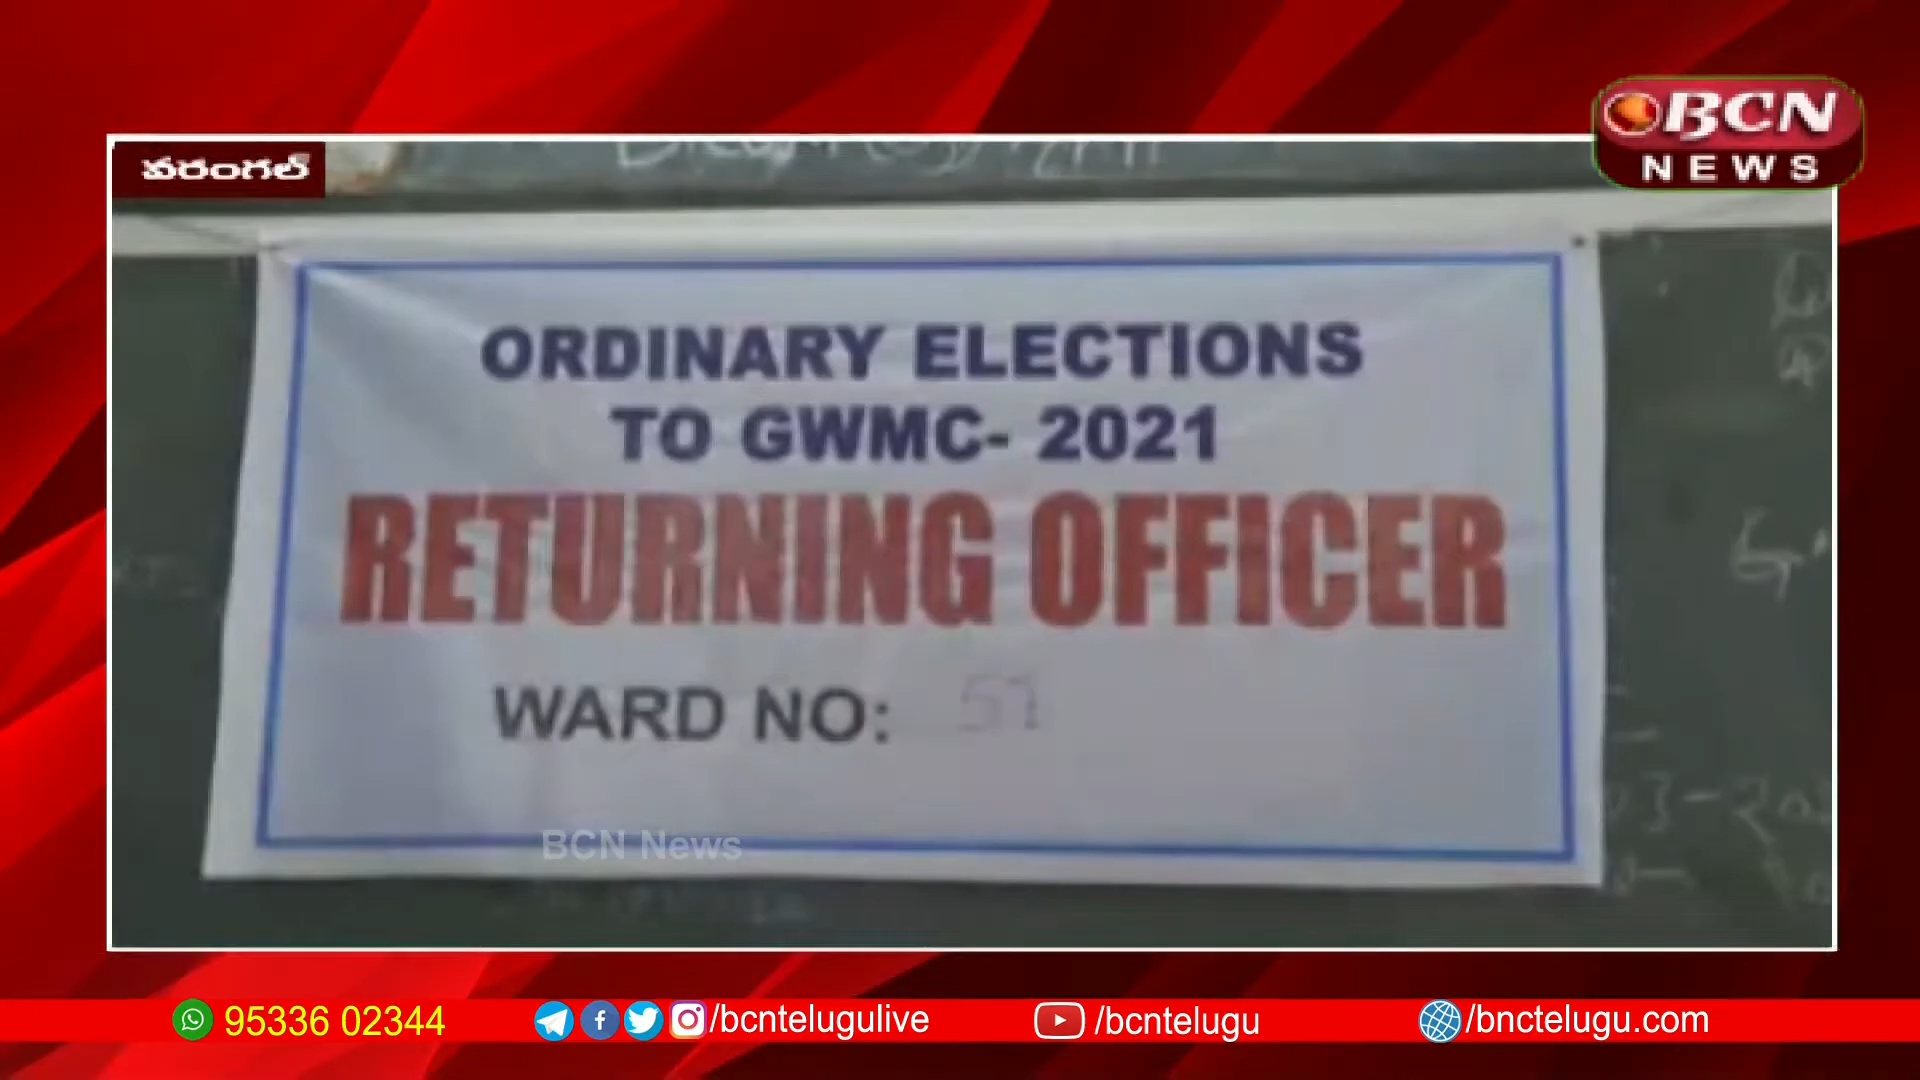 BCN
NEWS
వరంగల్
ORDINARY ELECTIONS
TO GWMC- 2021
RETURNING OFFICER
WARD NO: 57
BCN News
95336 02344
/bcntelugulive
/bcntelugu
/bnctelugu.com